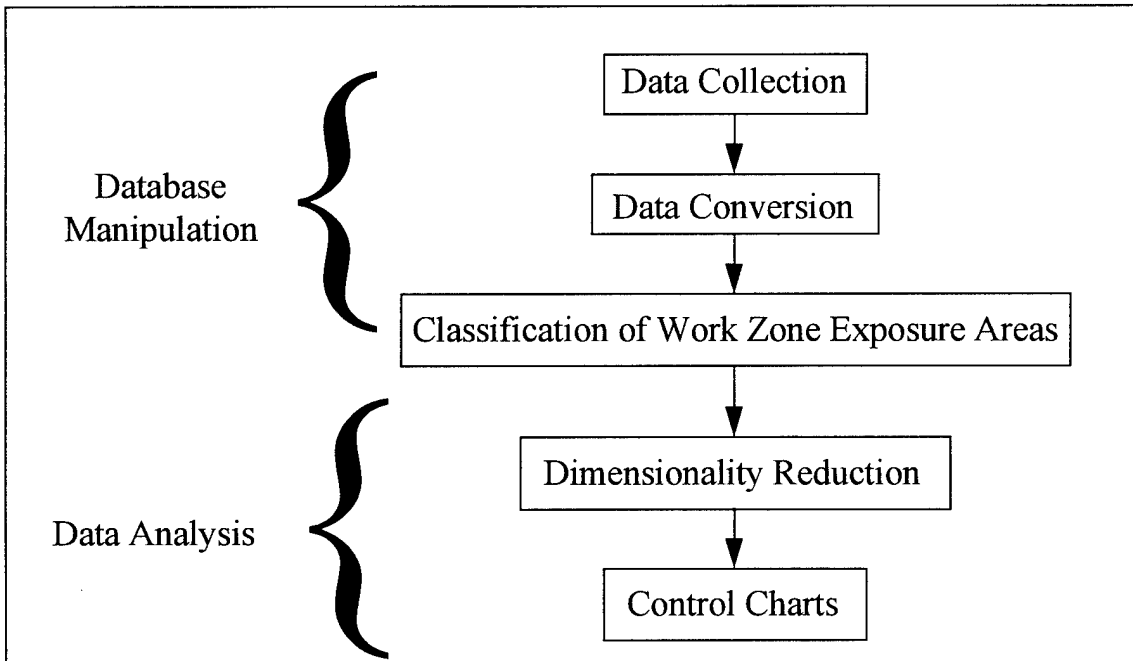 Data Collection
Database
Manipulation
Data Conversion
Classification of Work Zone Exposure Areas
Dimensionality Reduction
Data Analysis
Control Charts